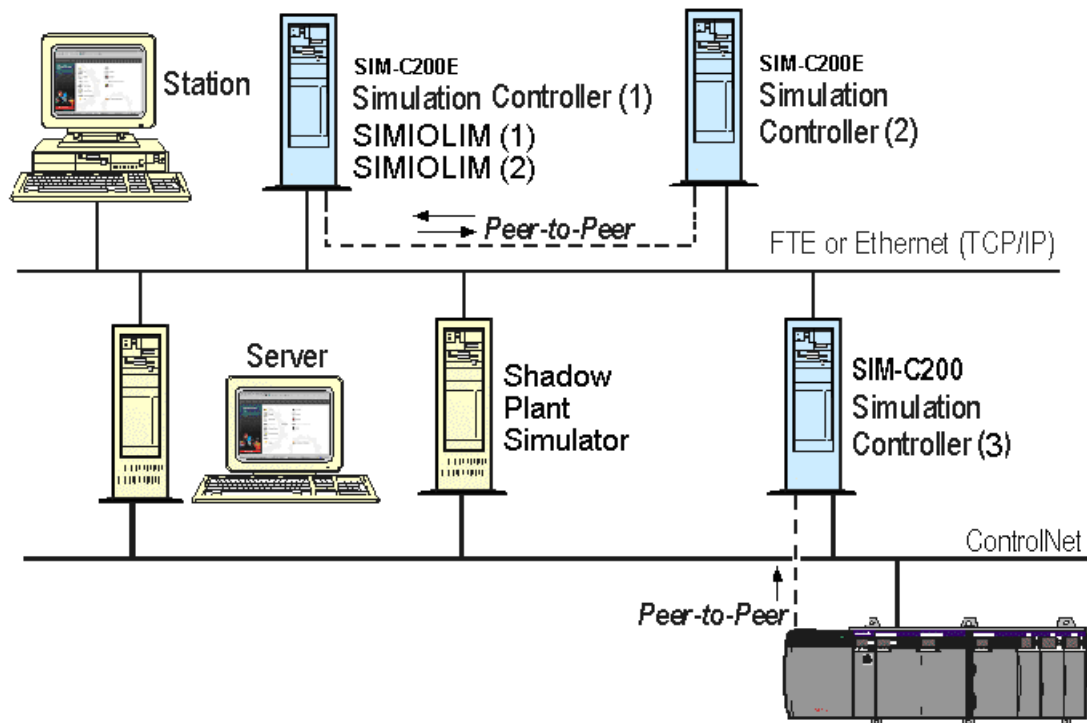 Station
SIM-C200E
Simulation Controller (1)
SIMIOLIM (1)
SIMIOLIM (2)
SIM-C200E
Simulation
Controller (2)
Peer-to-Peer
FTE or Ethernet (TCP/IP)
Server
Shadow
Plant
Simulator
SIM-C200
Simulation
Controller (3)
ControlNet
Peer-to-Peer